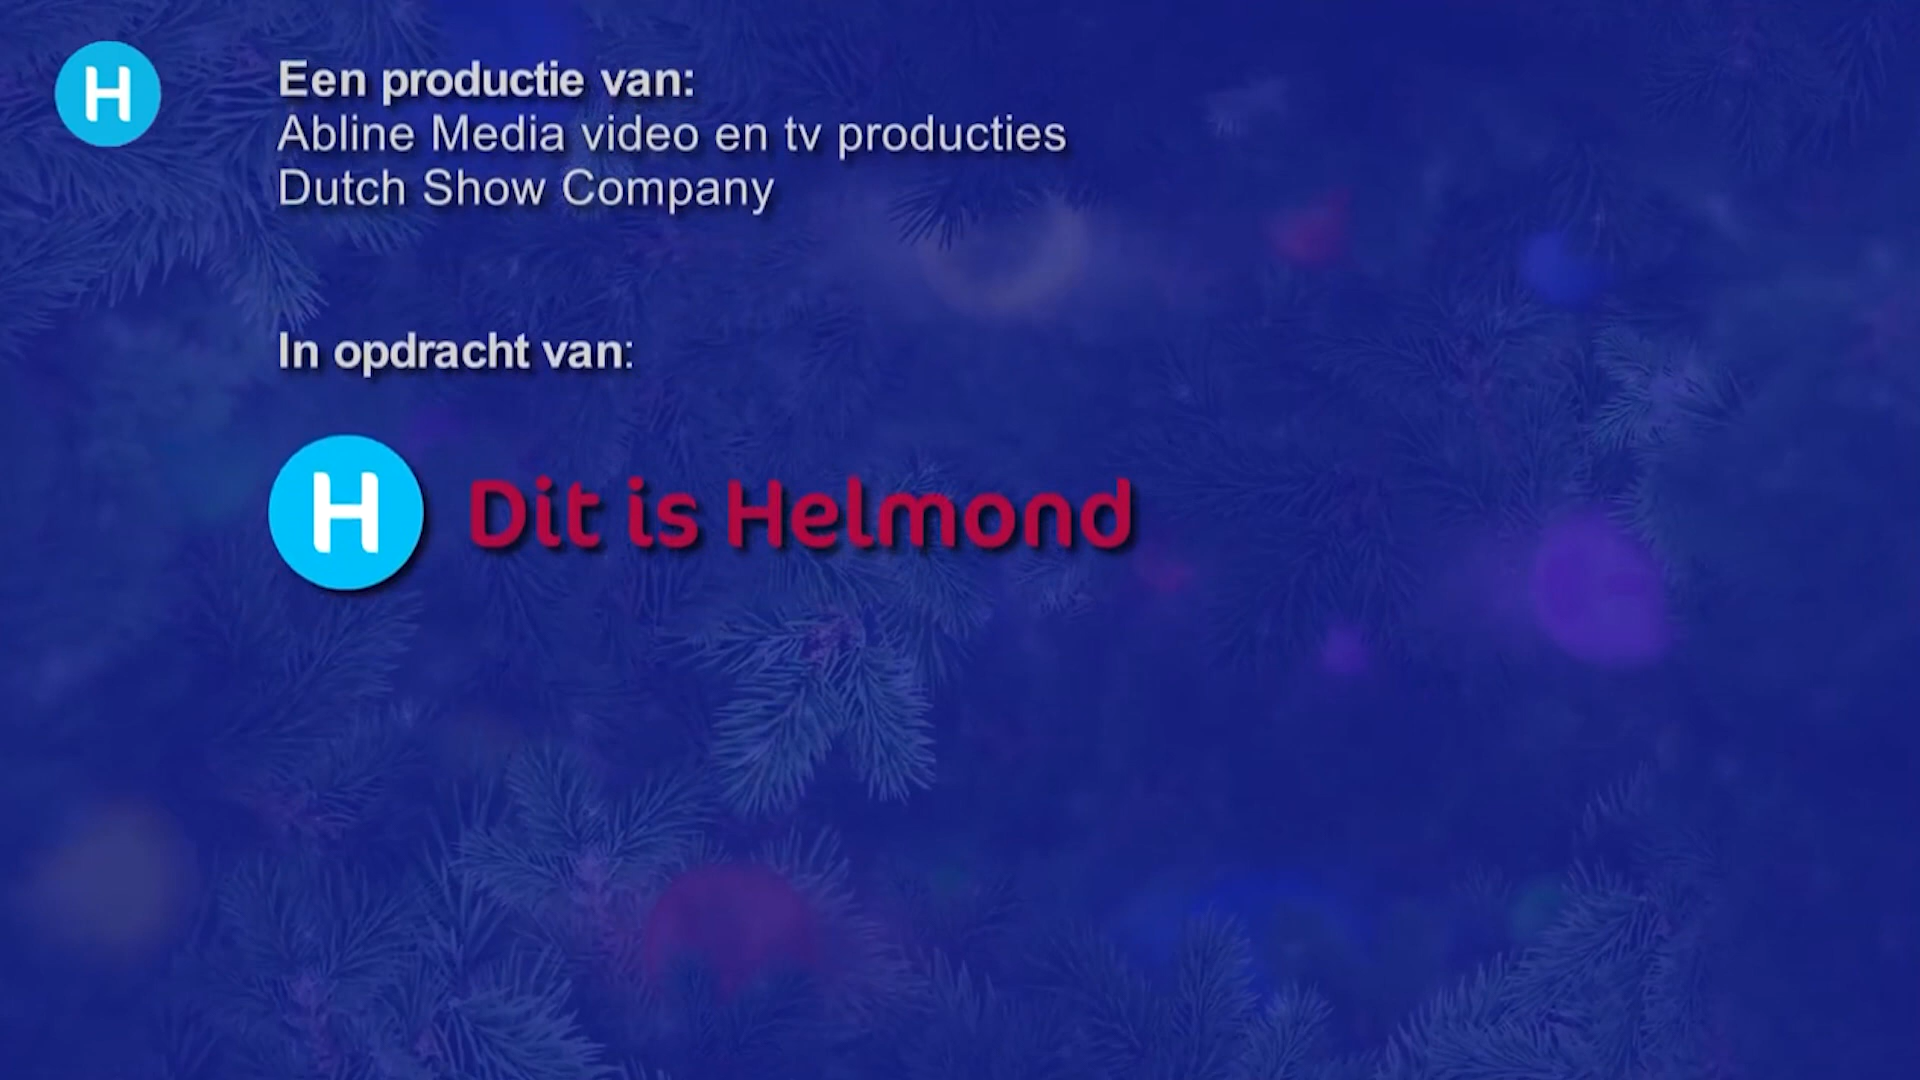 H
Een productie van:
Abline Media video en tv producties
Dutch Show Company
In opdracht van:
H Dit is Helmond